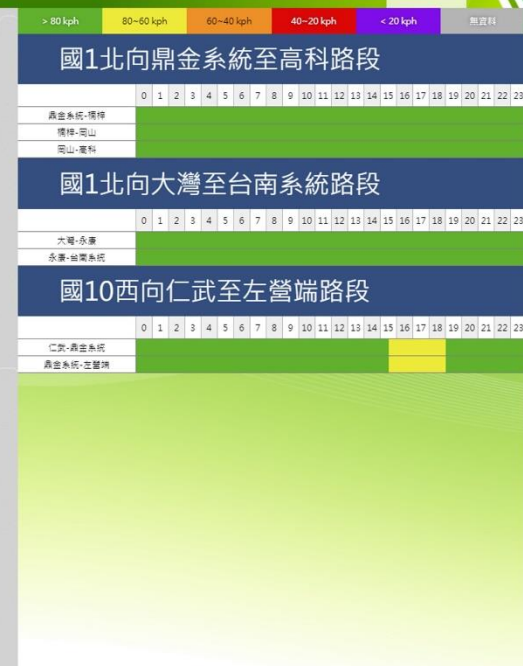 > 80 kph 80~60 kph 60~40 kph 40~20 kph < 20 kph 無資料
國1北向鼎金系統至高科路段
0 1 2 3 4 5 6 7 8 9 10 11 12 13 14 15 16 17 18 19 20 21 22 23
鼎金系統-楠梓
楠梓-岡山
岡山-高科
國1北向大灣至台南系統路段
0 1 2 3 4 5 6 7 8 9 10 11 12 13 14 15 16 17 18 19 20 21 22 23
大灣-永康
永康-台南系統
國10西向仁武至左營端路段
0 1 2 3 4 5 6 7 8 9 10 11 12 13 14 15 16 17 18 19 20 21 22 23
仁武-鼎金系統
鼎金系統-左營端